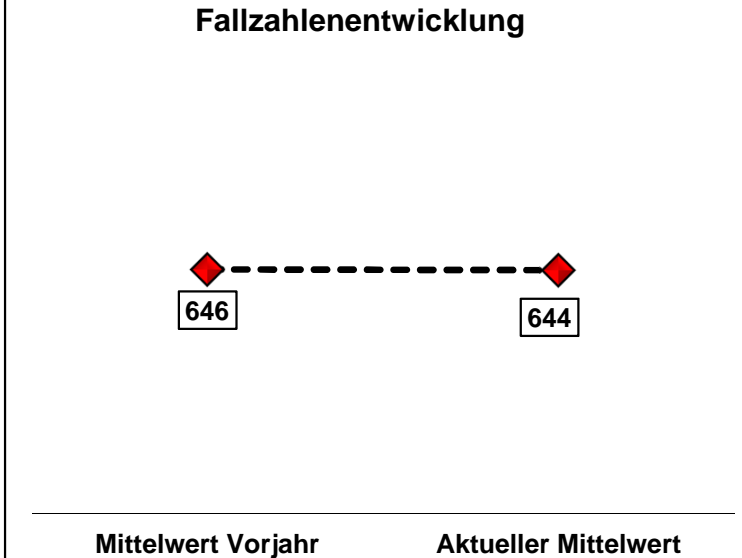 Fallzahlenentwicklung
646
644
Mittelwert Vorjahr
Aktueller Mittelwert